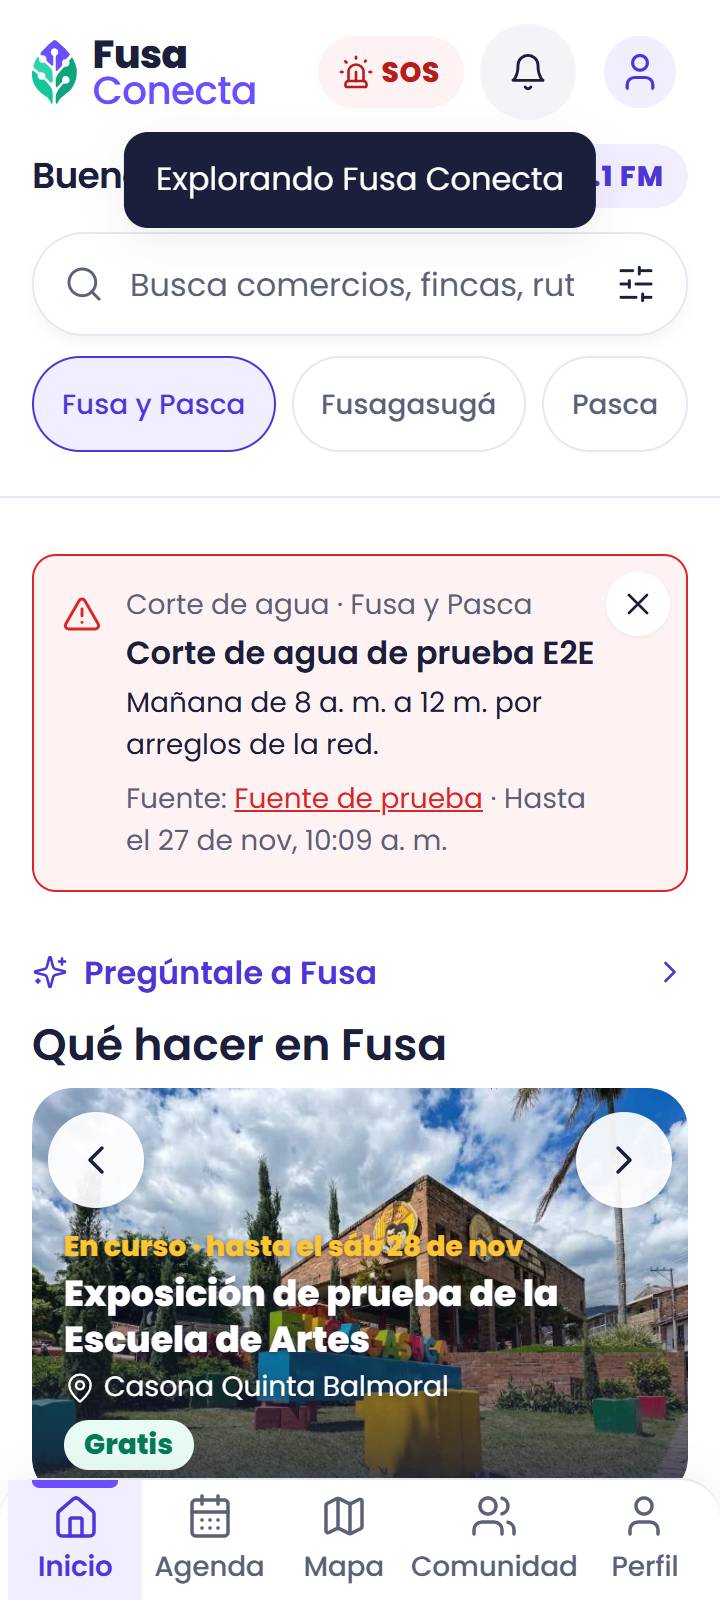 Fusa
Conecta
SOS
Explorando Fusa Conecta
.1 FM
Busca comercios, fincas, rut
Fusa y Pasca
Fusagasugá
Pasca
Corte de agua · Fusa y Pasca
Corte de agua de prueba E2E
Mañana de 8 a. m. a 12 m. por
arreglos de la red.
Fuente: Fuente de prueba · Hasta
el 27 de nov, 10:09 a. m.
Pregúntale a Fusa
Qué hacer en Fusa
En curso · hasta el sáb 28 de nov
Exposición de prueba de la
Escuela de Artes
Casona Quinta Balmoral
Gratis
Inicio
Agenda
Mapa
Comunidad
Perfil